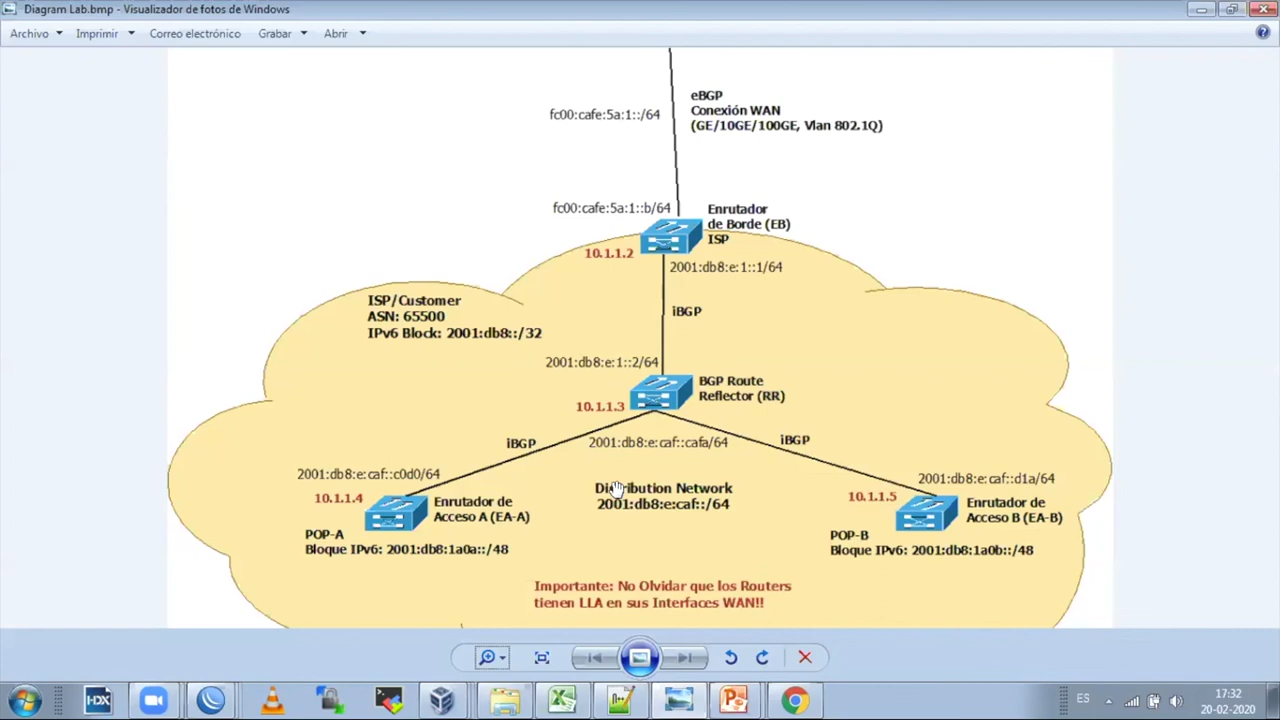 Diagram Lab.bmp - Visualizador de fotos de Windows
Archivo Imprimir Correo electrónico Grabar Abrir
eBGP
Conexión WAN
(GE/10GE/100GE, Vlan 802.1Q)
fc00:cafe:5a:1::/64
fc00:cafe:5a:1::b/64
Enrutador
de Borde (EB)
ISP
10.1.1.2
2001:db8:e:1::1/64
ISP/Customer
ASN: 65500
IPv6 Block: 2001:db8::/32
iBGP
2001:db8:e:1::2/64
BGP Route
Reflector (RR)
10.1.1.3
iBGP
2001:db8:e:caf::cafa/64
iBGP
2001:db8:e:caf::c0d0/64
10.1.1.4
Enrutador de
Acceso A (EA-A)
POP-A
Bloque IPv6: 2001:db8:1a0a::/48
Distribution Network
2001:db8:e:caf::/64
2001:db8:e:caf::d1a/64
10.1.1.5
Enrutador de
Acceso B (EA-B)
POP-B
Bloque IPv6: 2001:db8:1a0b::/48
Importante: No Olvidar que los Routers
tienen LLA en sus Interfaces WAN!!
HDX
ES
17:32
20-02-2020